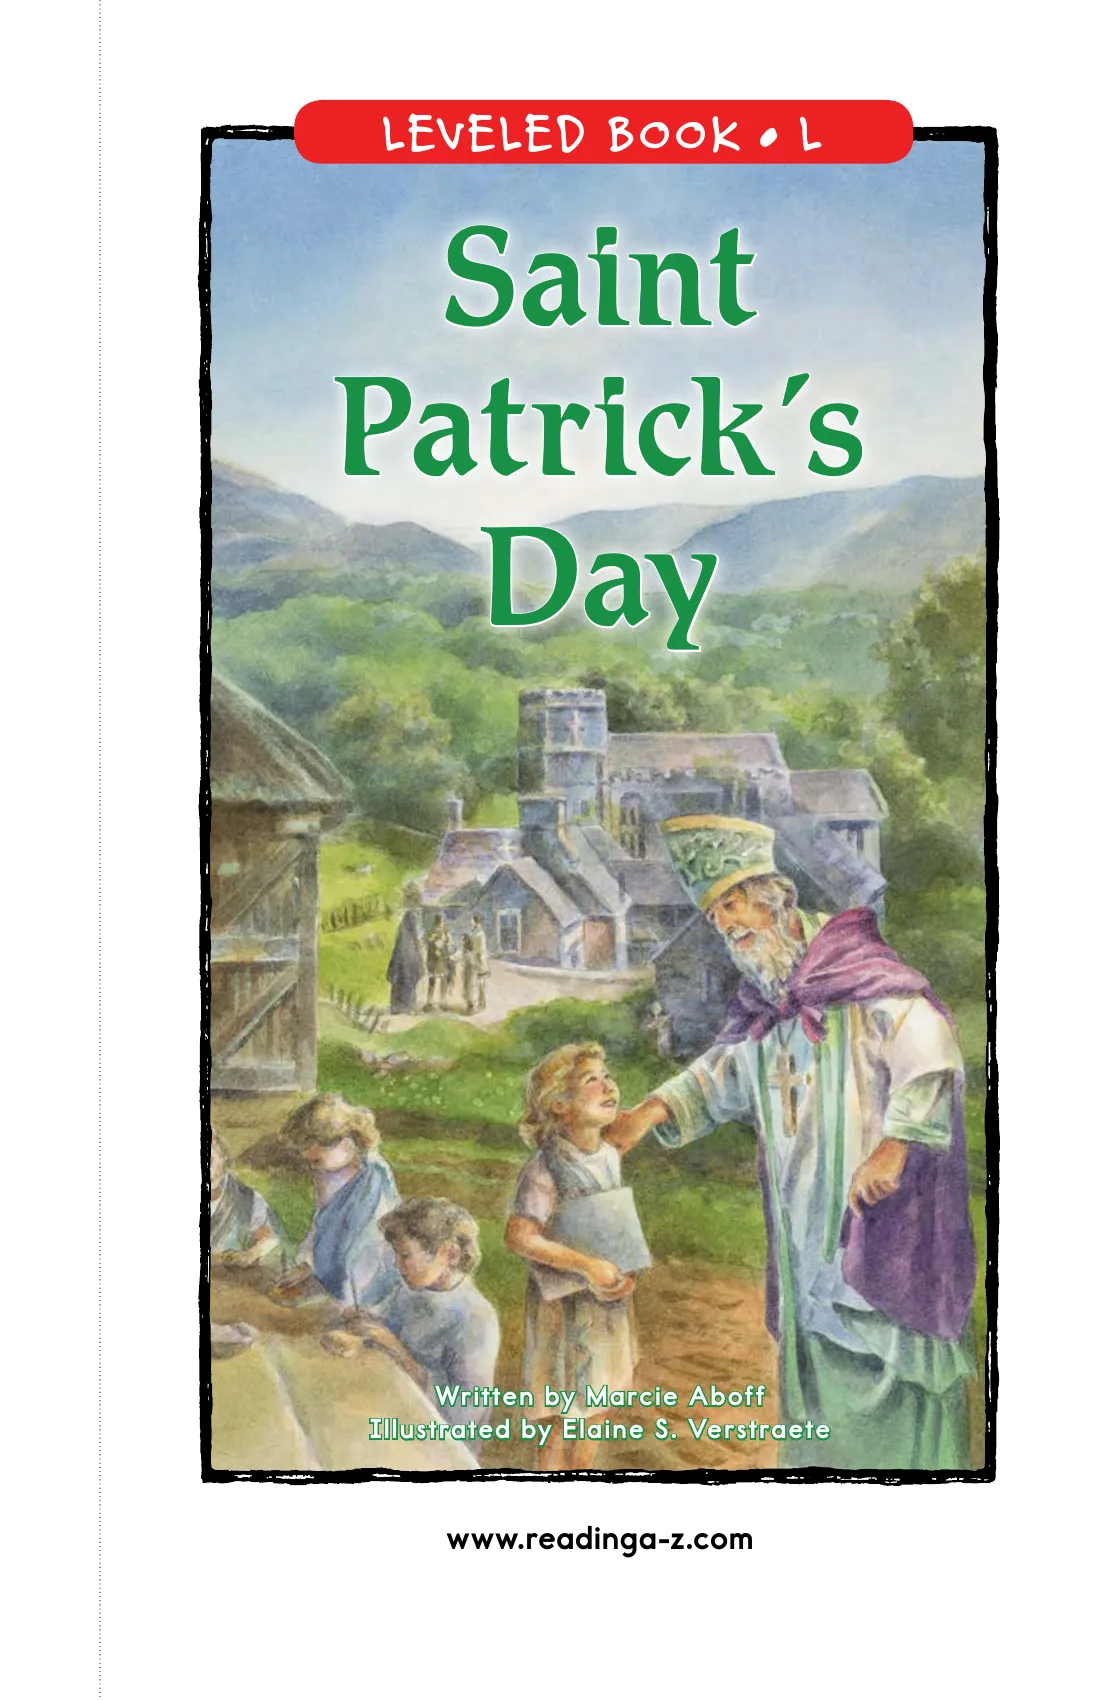 LEVELED BOOK • L
Saint
Patrick's
Day
Written by Marcie Aboff
Illustrated by Elaine S. Verstraete
www.readinga-z.com